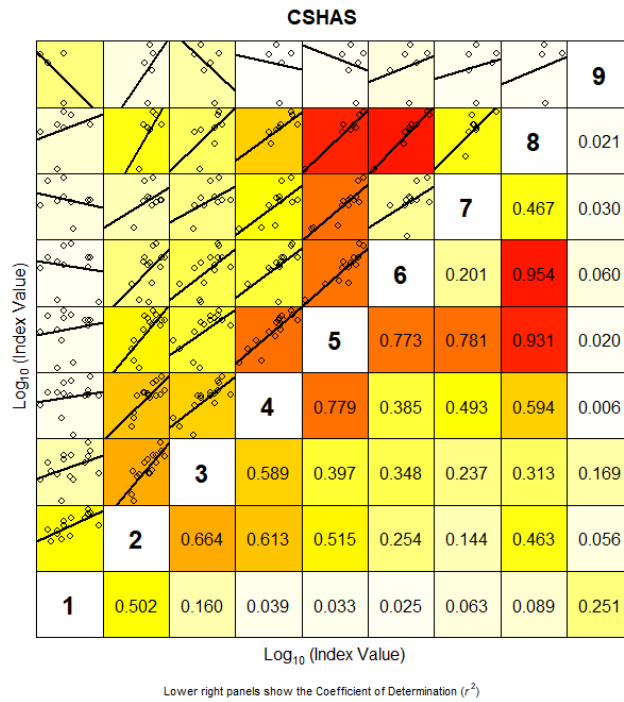 CSHAS
9
8 0.021
7 0.467 0.030
6 0.201 0.954 0.060
5 0.773 0.781 0.931 0.020
4 0.779 0.385 0.493 0.594 0.006
3 0.589 0.397 0.348 0.237 0.313 0.169
2 0.664 0.613 0.515 0.254 0.144 0.463 0.056
1 0.502 0.160 0.039 0.033 0.025 0.063 0.089 0.251
Log₁₀ (Index Value)
Log₁₀ (Index Value)
Lower right panels show the Coefficient of Determination (r²)